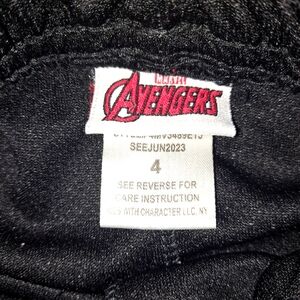 MARVEL
AVENGERS
SEEJUN2023
4
SEE REVERSE FOR
CARE INSTRUCTION
WITH CHARACTER LLC, NY